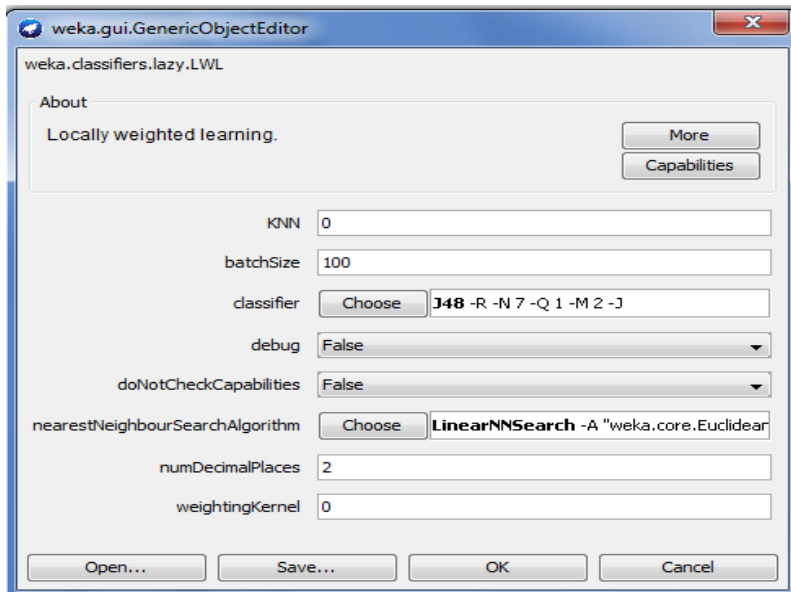 weka.gui.GenericObjectEditor
weka.classifiers.lazy.LWL
About
Locally weighted learning.
More
Capabilities
KNN 0
batchSize 100
classifier Choose J48 -R -N 7 -Q 1 -M 2 -J
debug False
doNotCheckCapabilities False
nearestNeighbourSearchAlgorithm Choose LinearNNSearch -A "weka.core.Euclidear
numDecimalPlaces 2
weightingKernel 0
Open... Save... OK Cancel